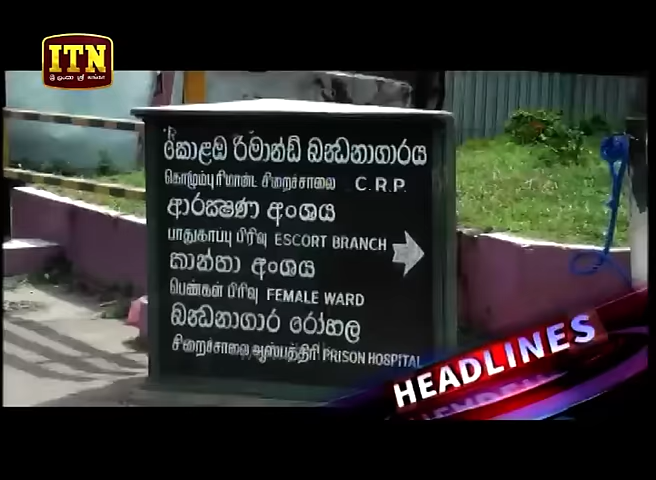 ITN
ශ්‍රී ලංකා ශ්‍රී லங்கா
කොළඹ රිමාන්ඩ් බන්ධනාගාරය
கொழும்பு ரிமாண்ட் சிறைச்சாலை C.R.P.
ආරක්ෂණ අංශය
பாதுகாப்பு பிரிவு ESCORT BRANCH
කාන්තා අංශය
பெண்கள் பிரிவு FEMALE WARD
බන්ධනාගාර රෝහල
சிறைச்சாலை ஆஸ்பத்திரி PRISON HOSPITAL
HEADLINES